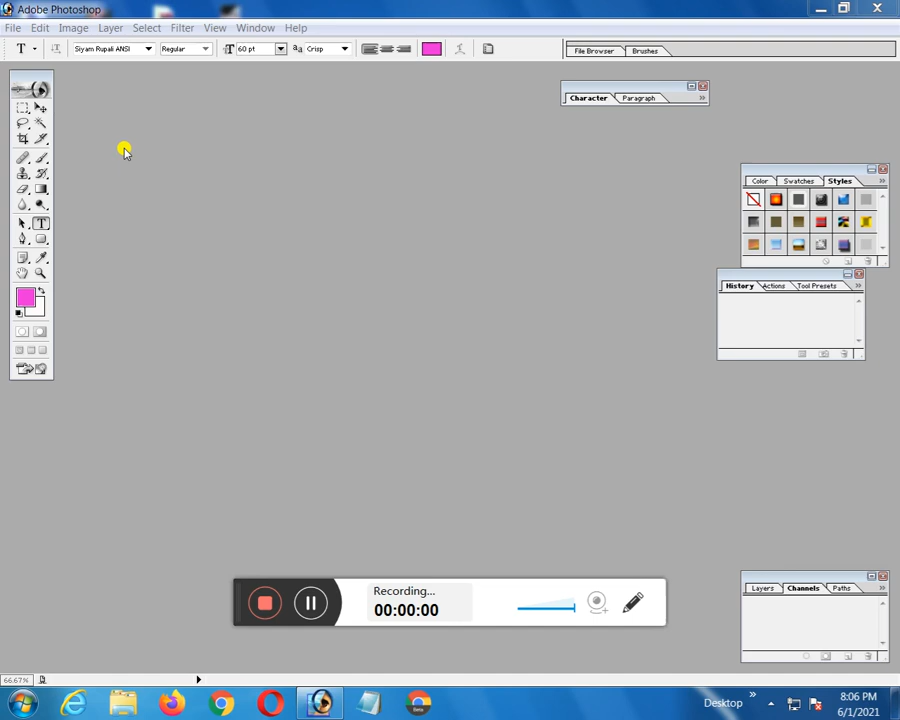 Adobe Photoshop
File Edit Image Layer Select Filter View Window Help
T Siyam Rupali ANSI Regular T 60 pt aa Crisp File Browser Brushes
Character Paragraph
Color Swatches Styles
T
History Actions Tool Presets
Layers Channels Paths
Recording...
00:00:00
66.67%
Desktop
8:06 PM
6/1/2021